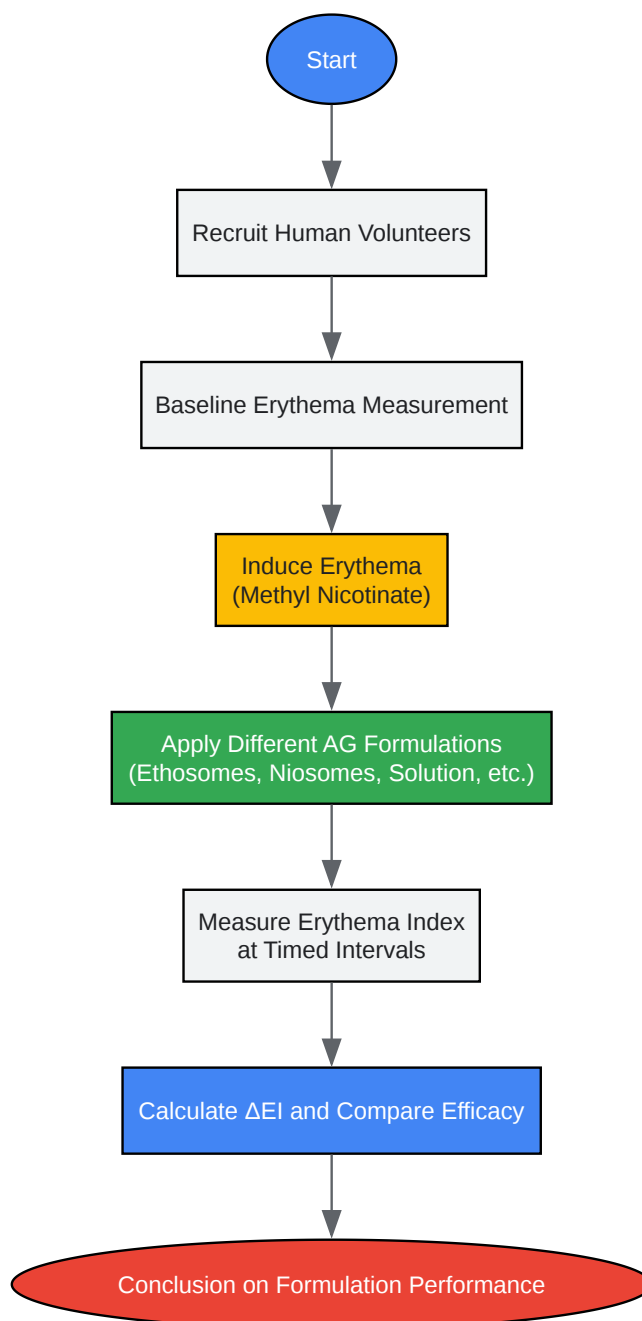 Start
Recruit Human Volunteers
Baseline Erythema Measurement
Induce Erythema
(Methyl Nicotinate)
Apply Different AG Formulations
(Ethosomes, Niosomes, Solution, etc.)
Measure Erythema Index
at Timed Intervals
Calculate ΔEI and Compare Efficacy
Conclusion on Formulation Performance